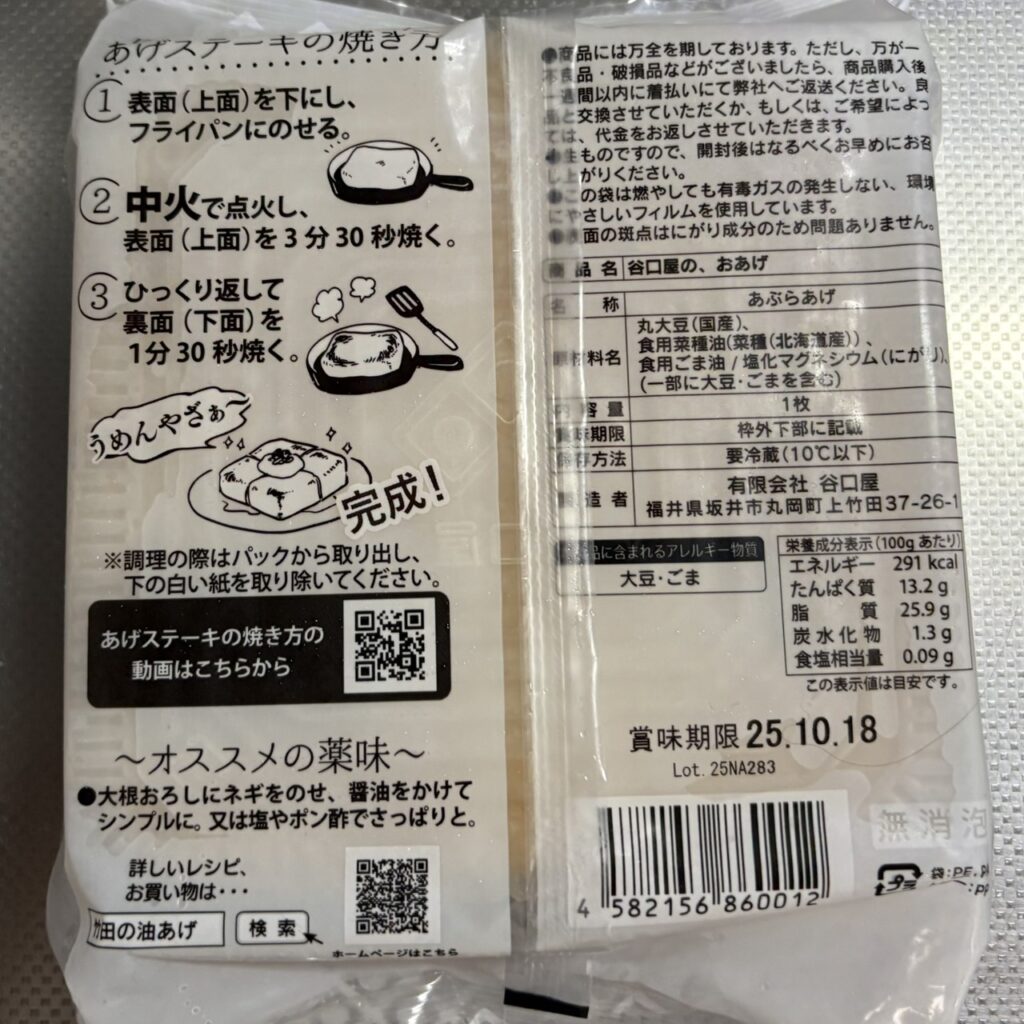 あげステーキの焼き方
① 表面(上面)を下にし、
フライパンにのせる。
② 中火で点火し、
表面(上面)を3分30秒焼く。
③ ひっくり返して
裏面(下面)を
1分30秒焼く。
うめんやざぁ〜
完成!
※調理の際はパックから取り出し、
下の白い紙を取り除いてください。
あげステーキの焼き方の
動画はこちらから
〜オススメの薬味〜
●大根おろしにネギをのせ、醤油をかけて
シンプルに。又は塩やポン酢でさっぱりと。
詳しいレシピ、
お買い物は・・・
竹田の油あげ
検索
ホームページはこちら
●商品には万全を期しております。ただし、万が一
不良品・破損品などがございましたら、商品購入後
一週間以内に着払いにて弊社へご返送ください。良
品と交換させていただくか、もしくは、ご希望によっ
ては、代金をお返しさせていただきます。
●生ものですので、開封後はなるべくお早めにお召
し上がりください。
●この袋は燃やしても有毒ガスの発生しない、環境
にやさしいフィルムを使用しています。
●表面の斑点はにがり成分のため問題ありません。
商品名 谷口屋の、おあげ
名称 あぶらあげ
原材料名 丸大豆(国産)、
食用菜種油(菜種(北海道産))、
食用ごま油/塩化マグネシウム(にがり)、
(一部に大豆・ごまを含む)
内容量 1枚
賞味期限 枠外下部に記載
保存方法 要冷蔵(10℃以下)
製造者 有限会社 谷口屋
福井県坂井市丸岡町上竹田37-26-1
品に含まれるアレルギー物質
大豆・ごま
栄養成分表示(100gあたり)
エネルギー 291 kcal
たんぱく質 13.2 g
脂質 25.9 g
炭水化物 1.3 g
食塩相当量 0.09 g
この表示値は目安です。
賞味期限 25.10.18
Lot. 25NA283
無消泡
プラ
袋:PE,P
4 582156 860012